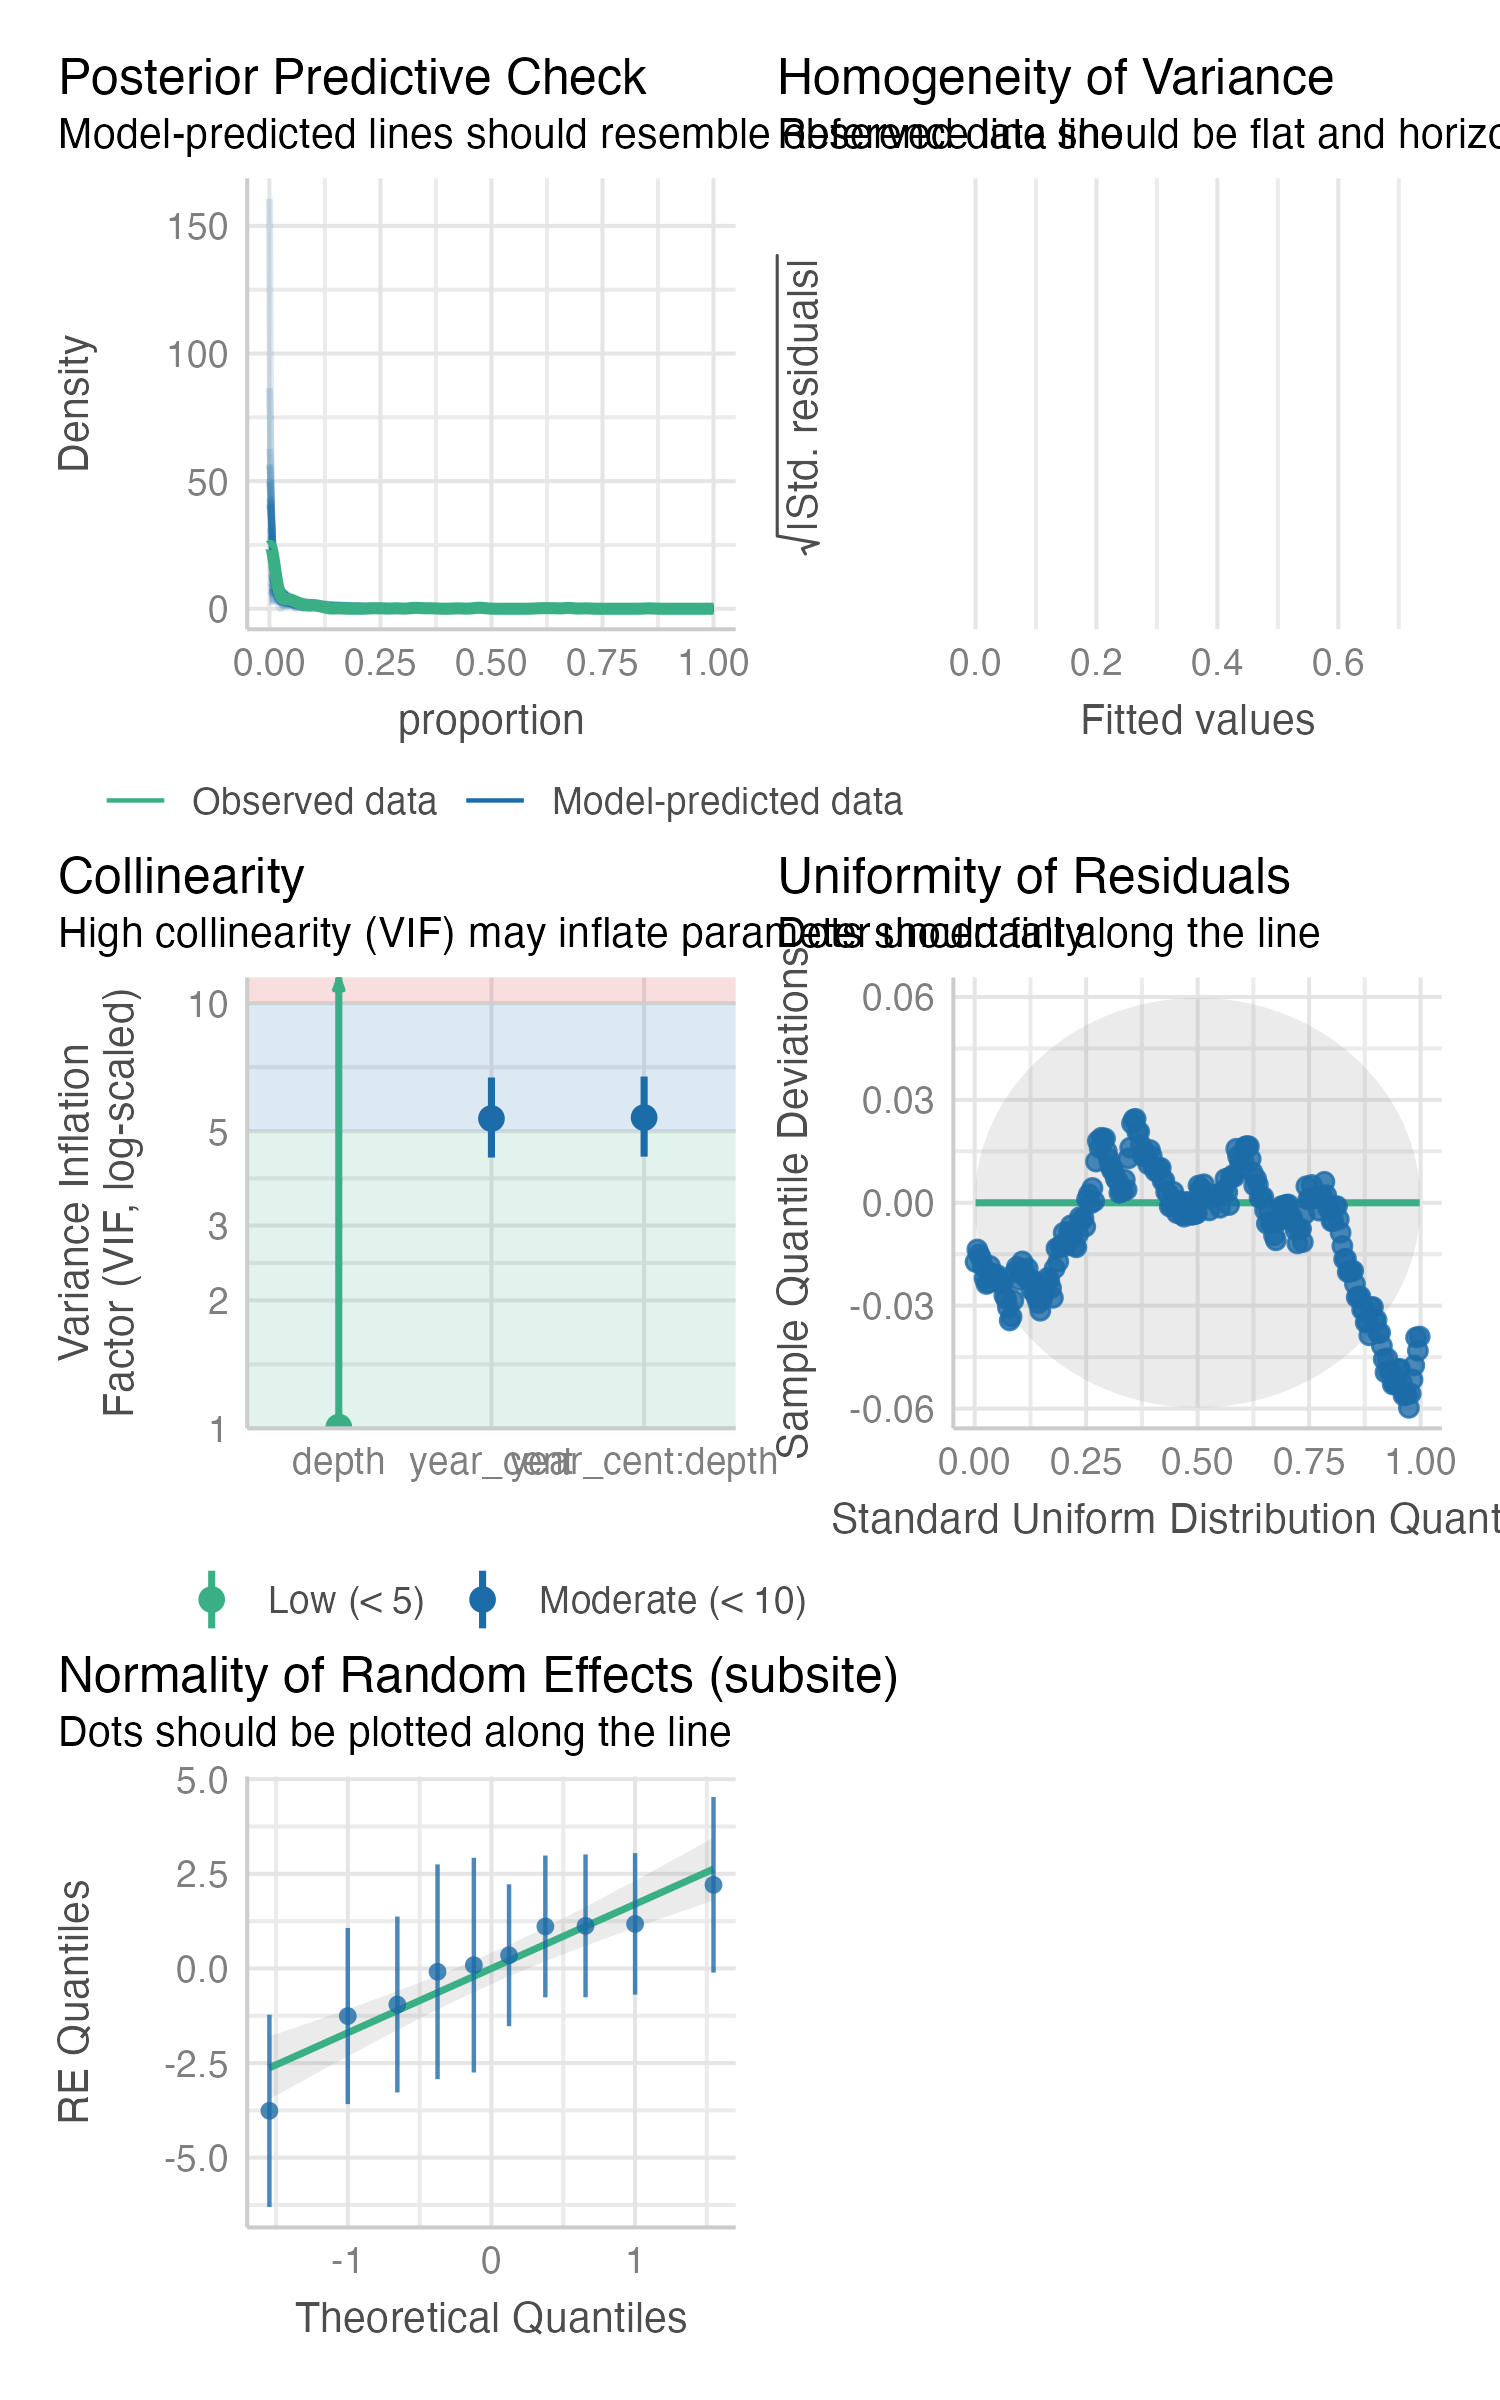 Posterior Predictive Check
Model-predicted lines should resemble observed data line
Density
150
100
50
0
0.00 0.25 0.50 0.75 1.00
proportion
Observed data Model-predicted data
Homogeneity of Variance
Reference line should be flat and horizo
√|Std. residuals|
0.0 0.2 0.4 0.6
Fitted values
Collinearity
High collinearity (VIF) may inflate parameter uncertainty
Variance Inflation
Factor (VIF, log-scaled)
10
5
3
2
1
depth year_cent year_cent:depth
Low (< 5) Moderate (< 10)
Uniformity of Residuals
Dots should fall along the line
Sample Quantile Deviations
0.06
0.03
0.00
-0.03
-0.06
0.00 0.25 0.50 0.75 1.00
Standard Uniform Distribution Quant
Normality of Random Effects (subsite)
Dots should be plotted along the line
RE Quantiles
5.0
2.5
0.0
-2.5
-5.0
-1 0 1
Theoretical Quantiles